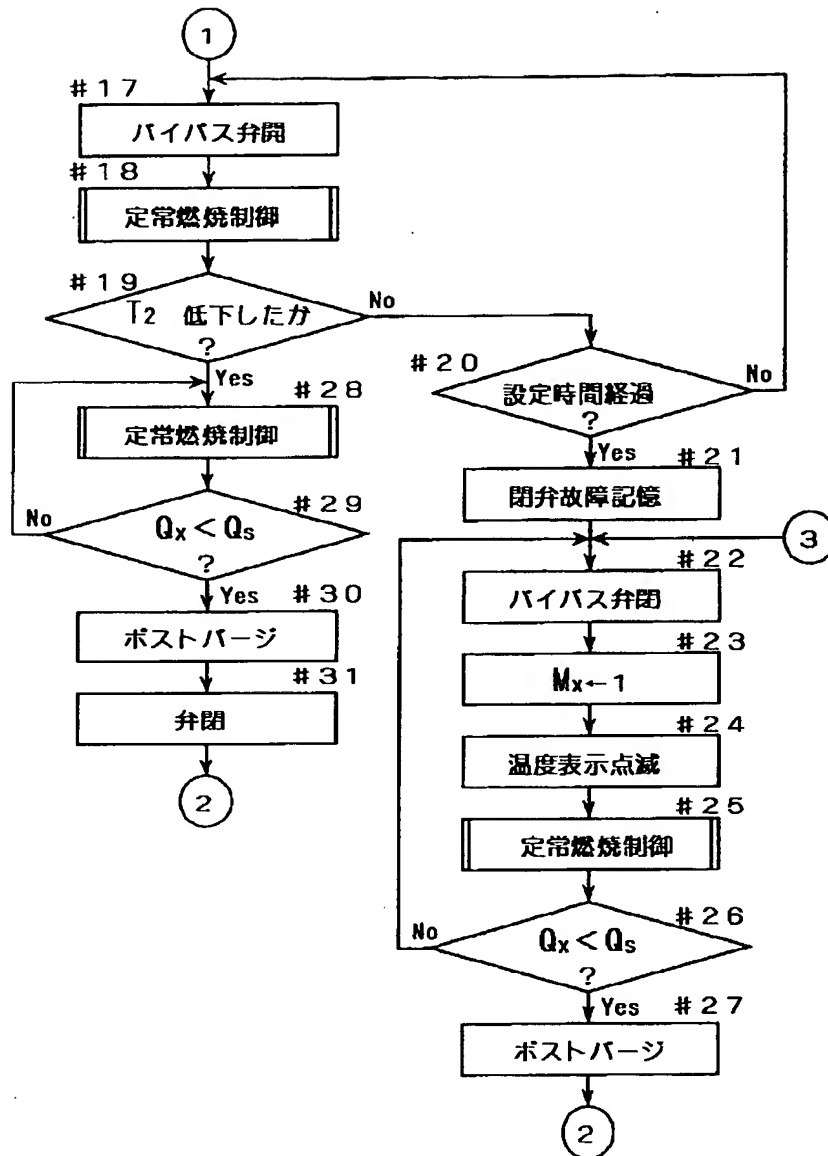 1
#17
バイパス弁開
#18
定常燃焼制御
#19
T2 低下したか
?
No
Yes
#28
定常燃焼制御
#29
Qx<Qs
?
No
Yes
#30
ポストパージ
#31
弁閉
2
#20
設定時間経過
?
No
Yes
#21
閉弁故障記憶
3
#22
バイパス弁閉
#23
Mx←1
#24
温度表示点滅
#25
定常燃焼制御
#26
Qx<Qs
?
No
Yes
#27
ポストパージ
2